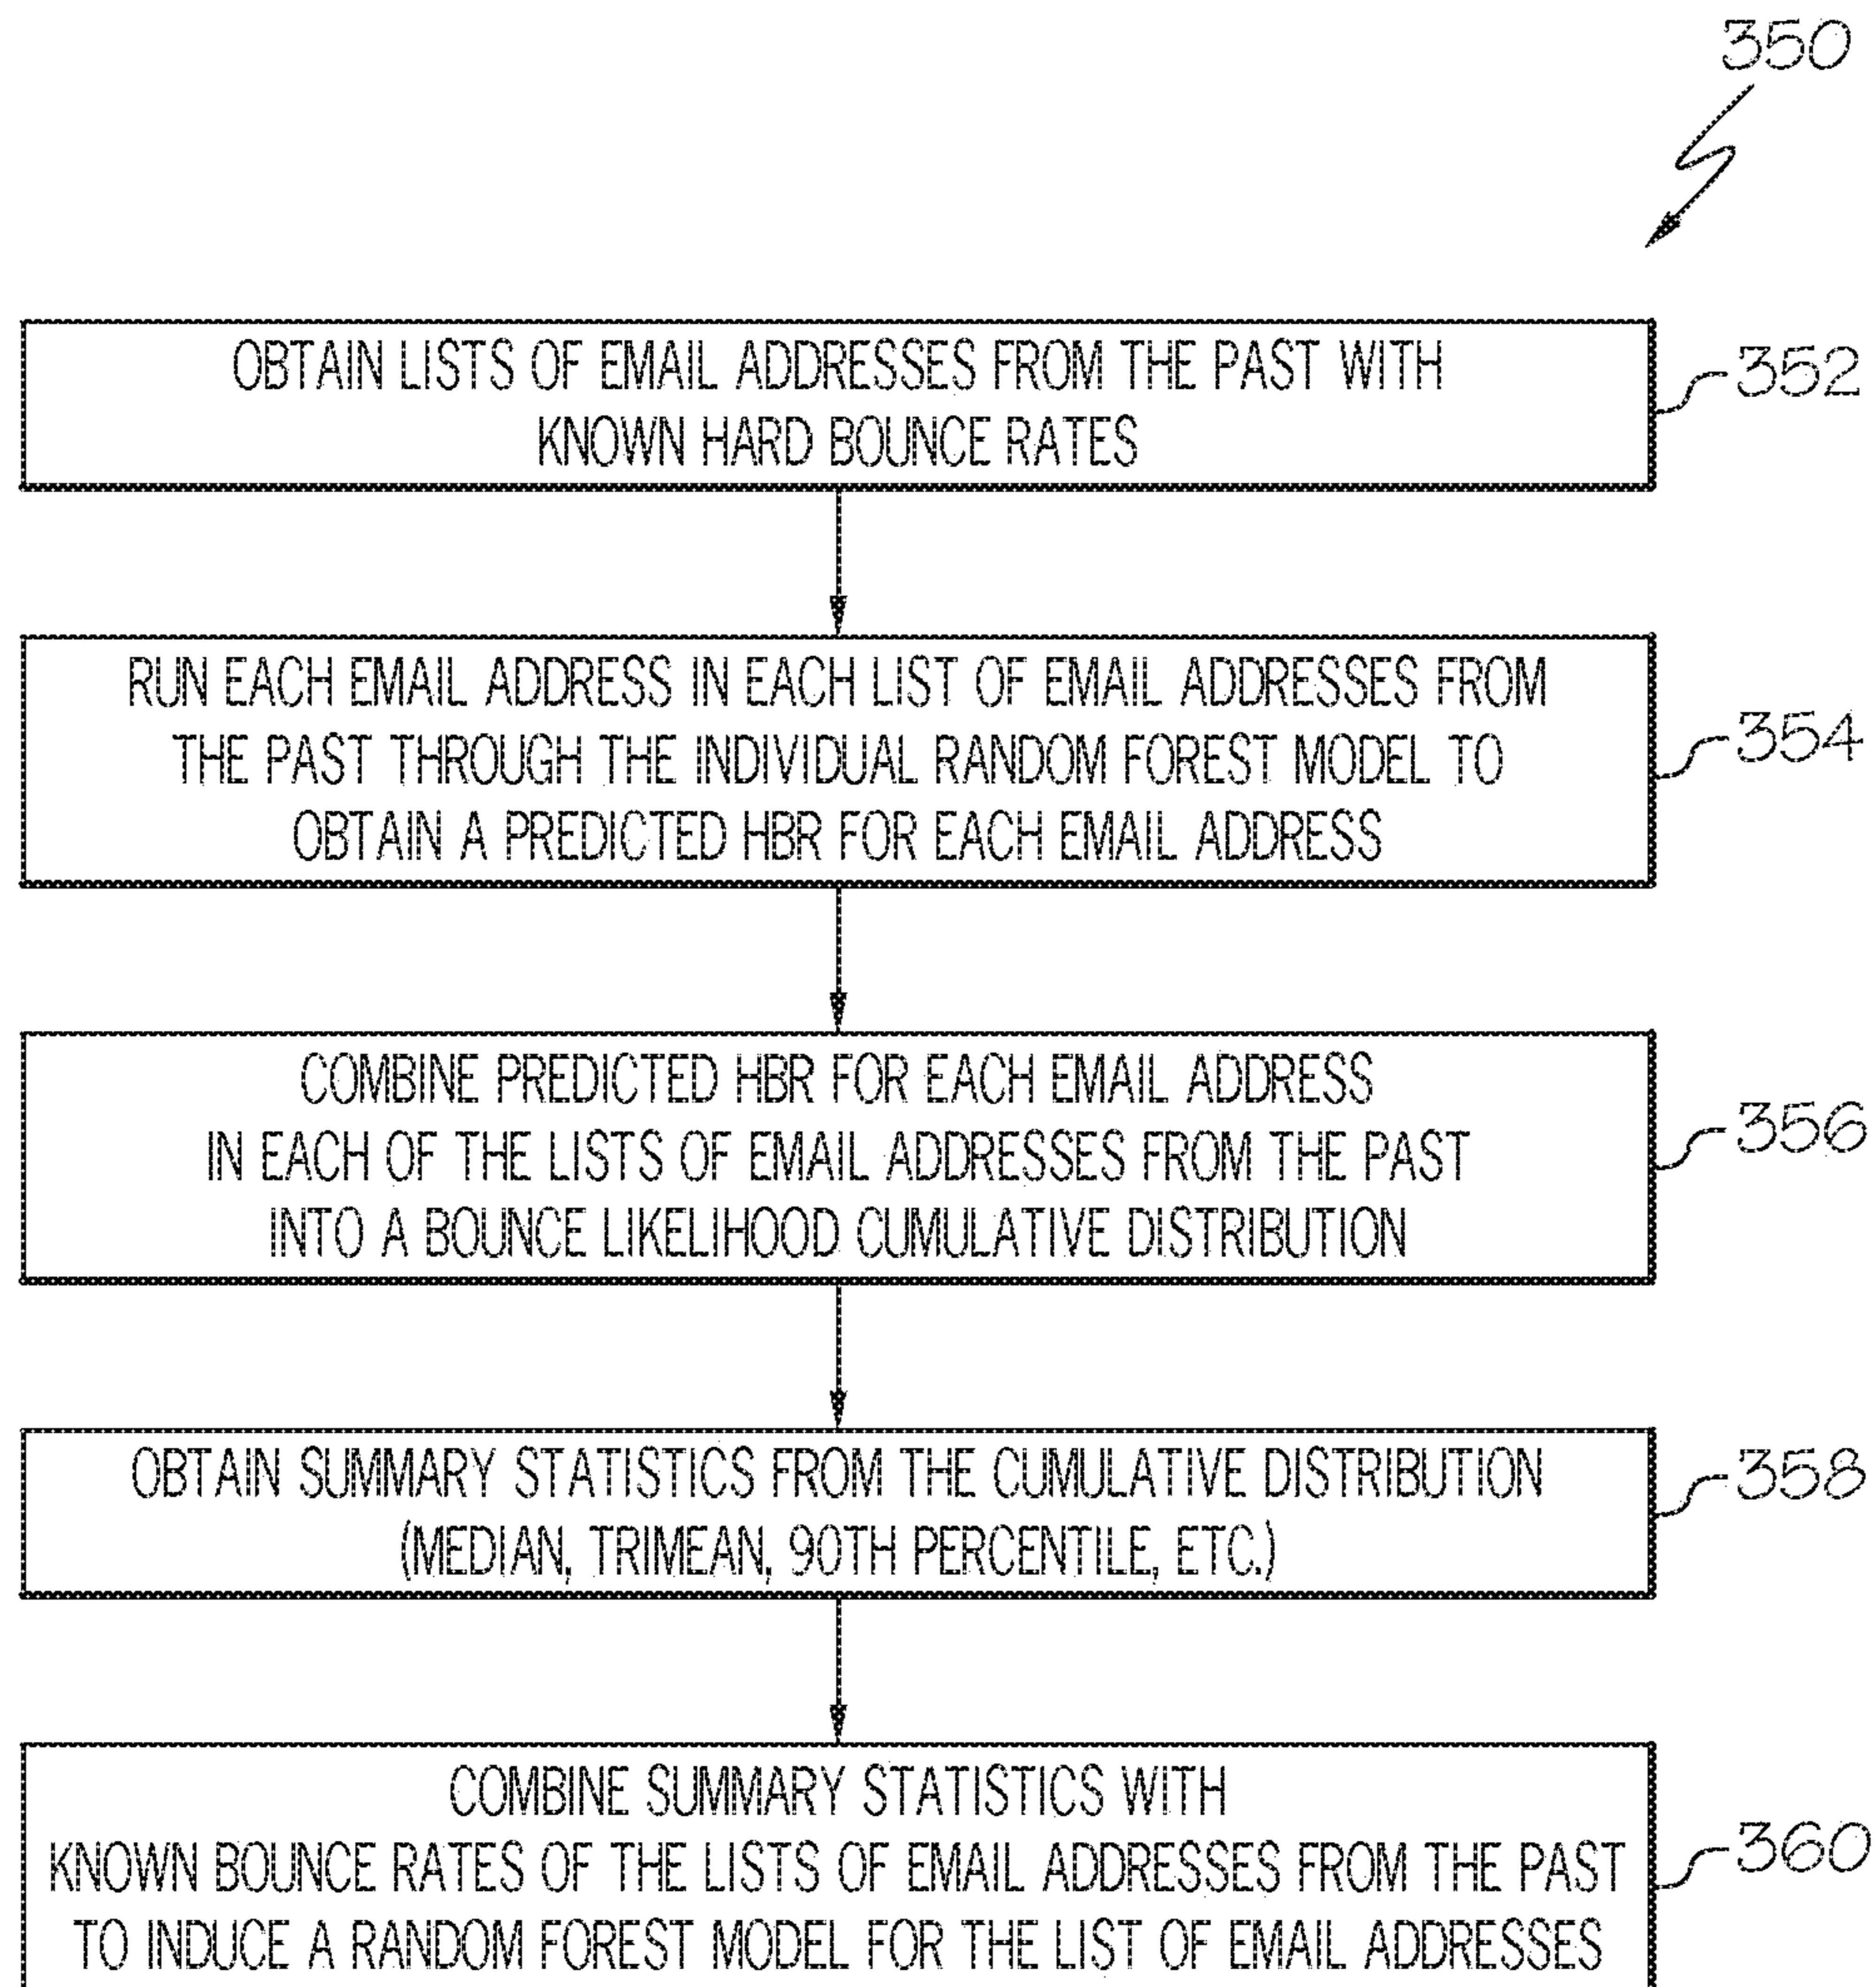 350
OBTAIN LISTS OF EMAIL ADDRESSES FROM THE PAST WITH
KNOWN HARD BOUNCE RATES
352
RUN EACH EMAIL ADDRESS IN EACH LIST OF EMAIL ADDRESSES FROM
THE PAST THROUGH THE INDIVIDUAL RANDOM FOREST MODEL TO
OBTAIN A PREDICTED HBR FOR EACH EMAIL ADDRESS
354
COMBINE PREDICTED HBR FOR EACH EMAIL ADDRESS
IN EACH OF THE LISTS OF EMAIL ADDRESSES FROM THE PAST
INTO A BOUNCE LIKELIHOOD CUMULATIVE DISTRIBUTION
356
OBTAIN SUMMARY STATISTICS FROM THE CUMULATIVE DISTRIBUTION
(MEDIAN, TRIMEAN, 90TH PERCENTILE, ETC.)
358
COMBINE SUMMARY STATISTICS WITH
KNOWN BOUNCE RATES OF THE LISTS OF EMAIL ADDRESSES FROM THE PAST
TO INDUCE A RANDOM FOREST MODEL FOR THE LIST OF EMAIL ADDRESSES
360